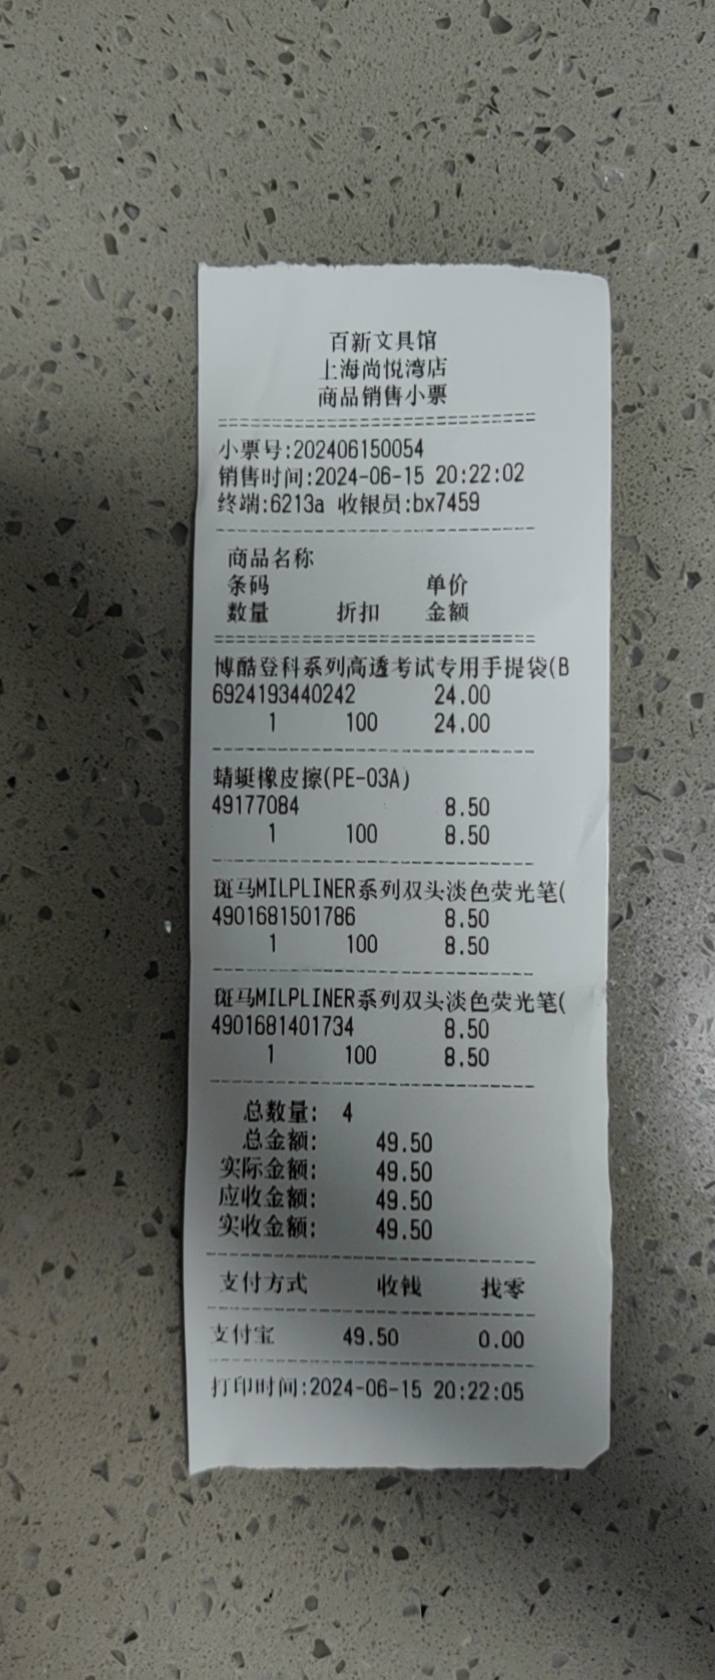 百新文具馆
上海尚悦湾店
商品销售小票
==============================
小票号:202406150054
销售时间:2024-06-15 20:22:02
终端:6213a 收银员:bx7459
------------------------------
商品名称
条码 单价
数量 折扣 金额
==============================
博酷登科系列高透考试专用手提袋(B
6924193440242 24.00
1 100 24.00
------------------------------
蜻蜓橡皮擦(PE-03A)
49177084 8.50
1 100 8.50
------------------------------
斑马MILPLINER系列双头淡色荧光笔(
4901681501786 8.50
1 100 8.50
------------------------------
斑马MILPLINER系列双头淡色荧光笔(
4901681401734 8.50
1 100 8.50
------------------------------
总数量: 4
总金额: 49.50
实际金额: 49.50
应收金额: 49.50
实收金额: 49.50
------------------------------
支付方式 收钱 找零
------------------------------
支付宝 49.50 0.00
------------------------------
打印时间:2024-06-15 20:22:05